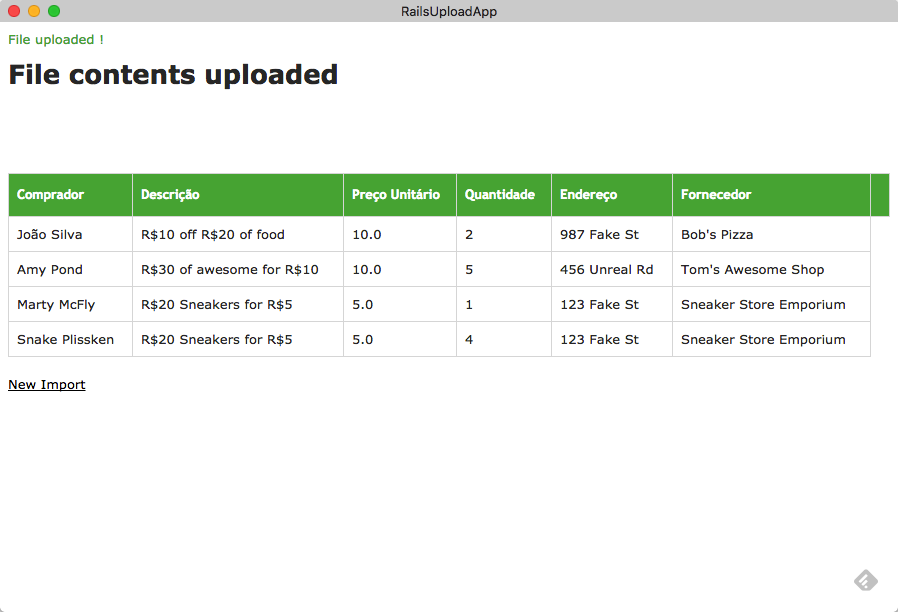 RailsUploadApp
File uploaded !
File contents uploaded
Comprador Descrição Preço Unitário Quantidade Endereço Fornecedor
João Silva R$10 off R$20 of food 10.0 2 987 Fake St Bob's Pizza
Amy Pond R$30 of awesome for R$10 10.0 5 456 Unreal Rd Tom's Awesome Shop
Marty McFly R$20 Sneakers for R$5 5.0 1 123 Fake St Sneaker Store Emporium
Snake Plissken R$20 Sneakers for R$5 5.0 4 123 Fake St Sneaker Store Emporium
New Import